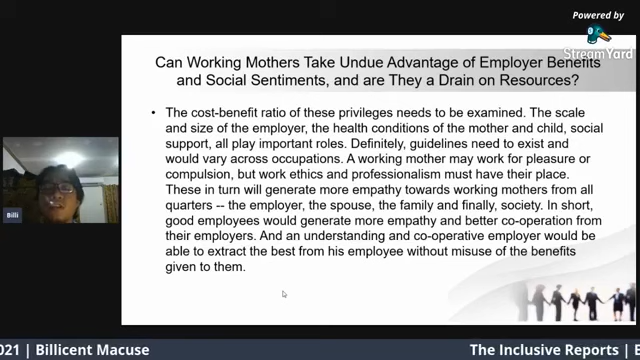 Powered by
StreamYard
Can Working Mothers Take Undue Advantage of Employer Benefits
and Social Sentiments, and are They a Drain on Resources?
• The cost-benefit ratio of these privileges needs to be examined. The scale
and size of the employer, the health conditions of the mother and child, social
support, all play important roles. Definitely, guidelines need to exist and
would vary across occupations. A working mother may work for pleasure or
compulsion, but work ethics and professionalism must have their place.
These in turn will generate more empathy towards working mothers from all
quarters -- the employer, the spouse, the family and finally, society. In short,
good employees would generate more empathy and better co-operation from
their employers. And an understanding and co-operative employer would be
able to extract the best from his employee without misuse of the benefits
given to them.
Billi
021 | Billicent Macuse
The Inclusive Reports | E